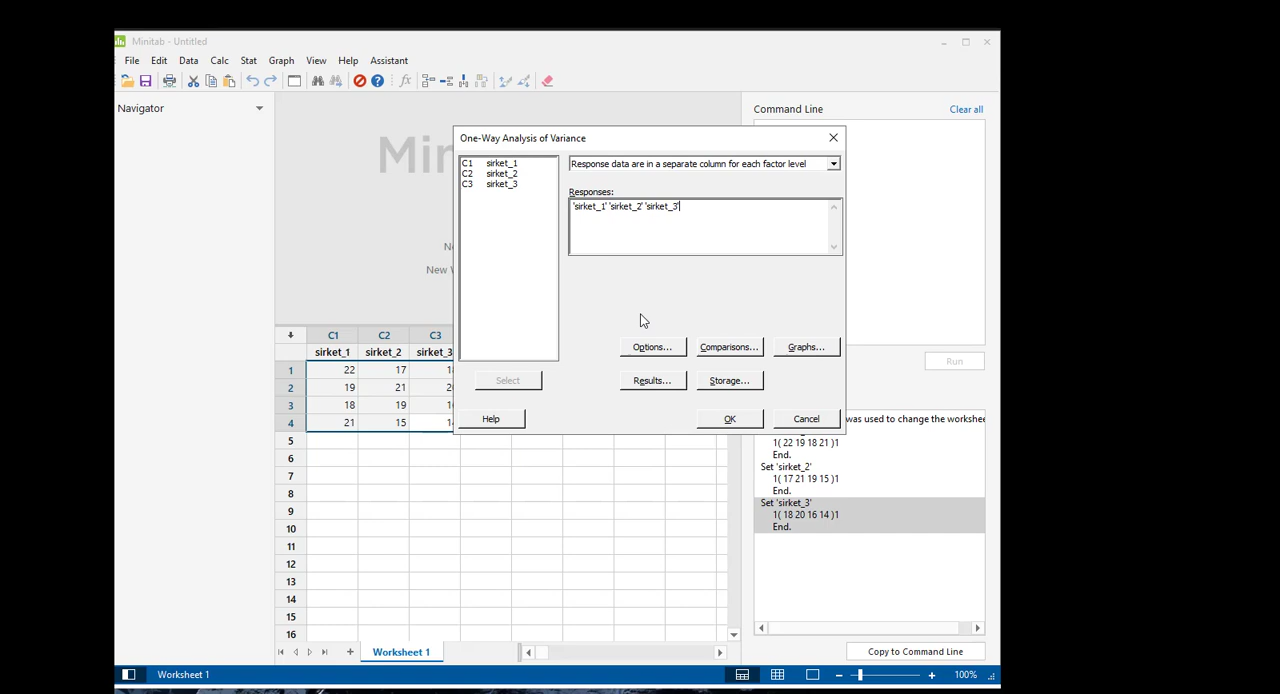 Minitab - Untitled
File Edit Data Calc Stat Graph View Help Assistant
Navigator
Command Line Clear all
One-Way Analysis of Variance
C1 sirket_1
C2 sirket_2
C3 sirket_3
Response data are in a separate column for each factor level
Responses:
'sirket_1' 'sirket_2' 'sirket_3'
Options... Comparisons... Graphs...
Select Results... Storage...
Help OK Cancel
Run
C1 C2 C3
sirket_1 sirket_2 sirket_3
1 22 17
2 19 21
3 18 19
4 21 15
5
6
7
8
9
10
11
12
13
14
15
16
was used to change the workshee
1( 22 19 18 21 )1
End.
Set 'sirket_2'
1( 17 21 19 15 )1
End.
Set 'sirket_3'
1( 18 20 16 14 )1
End.
Worksheet 1
Copy to Command Line
Worksheet 1 100%